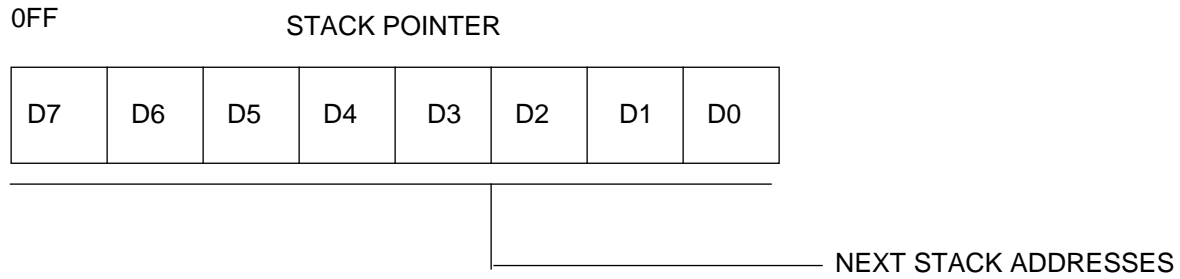 0FF
STACK POINTER
D7 D6 D5 D4 D3 D2 D1 D0
NEXT STACK ADDRESSES